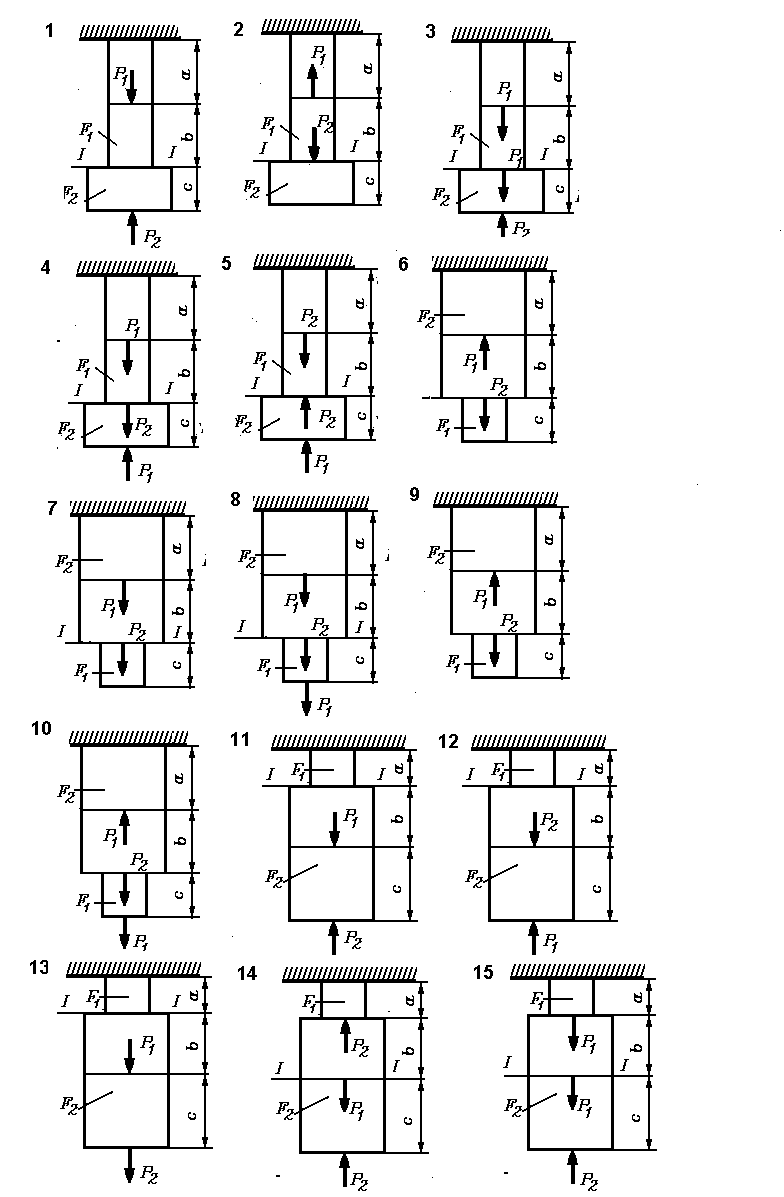 1
P₁
a
F₁
b
I I
F₂
c
P₂
2
P₁
a
F₁
P₂
b
I I
F₂
c
3
P₁
a
F₁
b
I P₁ I
F₂
c
P₂
4
P₁
a
F₁
b
I I
F₂
P₂
c
P₁
5
P₂
a
F₁
b
I I
F₂
P₂
c
P₁
6
F₂
a
P₁
b
P₂
F₁
c
7
F₂
a
P₁
b
I P₂ I
F₁
c
8
F₂
a
P₁
b
I P₂ I
F₁
c
P₁
9
F₂
a
P₁
b
P₂
F₁
c
10
F₂
a
P₁
b
P₂
F₁
c
P₁
11
I F₁ I a
P₁
b
F₂
c
P₂
12
I F₁ I a
P₂
b
F₂
c
P₁
13
I F₁ I a
P₁
b
F₂
c
P₂
14
F₁
a
P₂
b
I I
F₂
P₁
c
P₂
15
F₁
a
P₁
b
I I
F₂
P₁
c
P₂